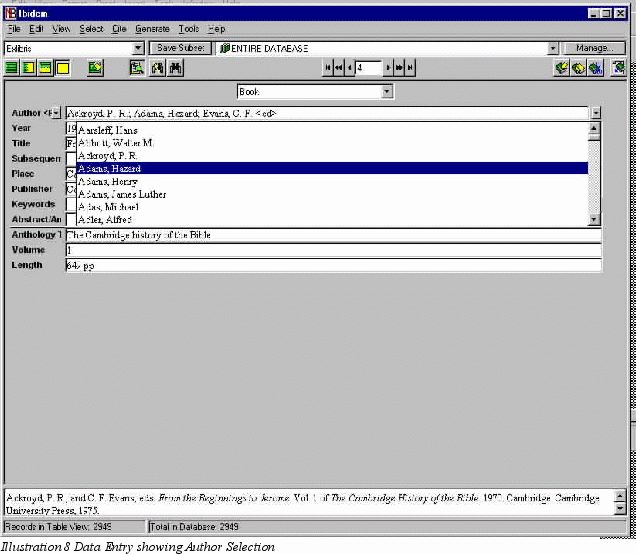 Ibidem
File Edit View Select Cite Generate Tools Help
Exlibris Save Subset ENTIRE DATABASE Manage...
4
Book
Author Ackroyd, P. R.; Adams, Hazard; Evans, C. F. <ed>
Year 19 Aarsleff, Hans
Title Abbott, Walter M.
Subsequen Ackroyd, P. R.
Place Adams, Hazard
Publisher Adams, Henry
Keywords Adams, James Luther
Abstract/An Adas, Michael
Adler, Alfred
Anthology T The Cambridge history of the Bible
Volume 1
Length pp
Ackroyd, P. R., and C. F. Evans, eds. From the Beginnings to Jerome. Vol. 1 of The Cambridge History of the Bible. 1970. Cambridge: Cambridge
University Press, 1975.
Records in Table View: 2949 Total in Database: 2949
Illustration 8 Data Entry showing Author Selection